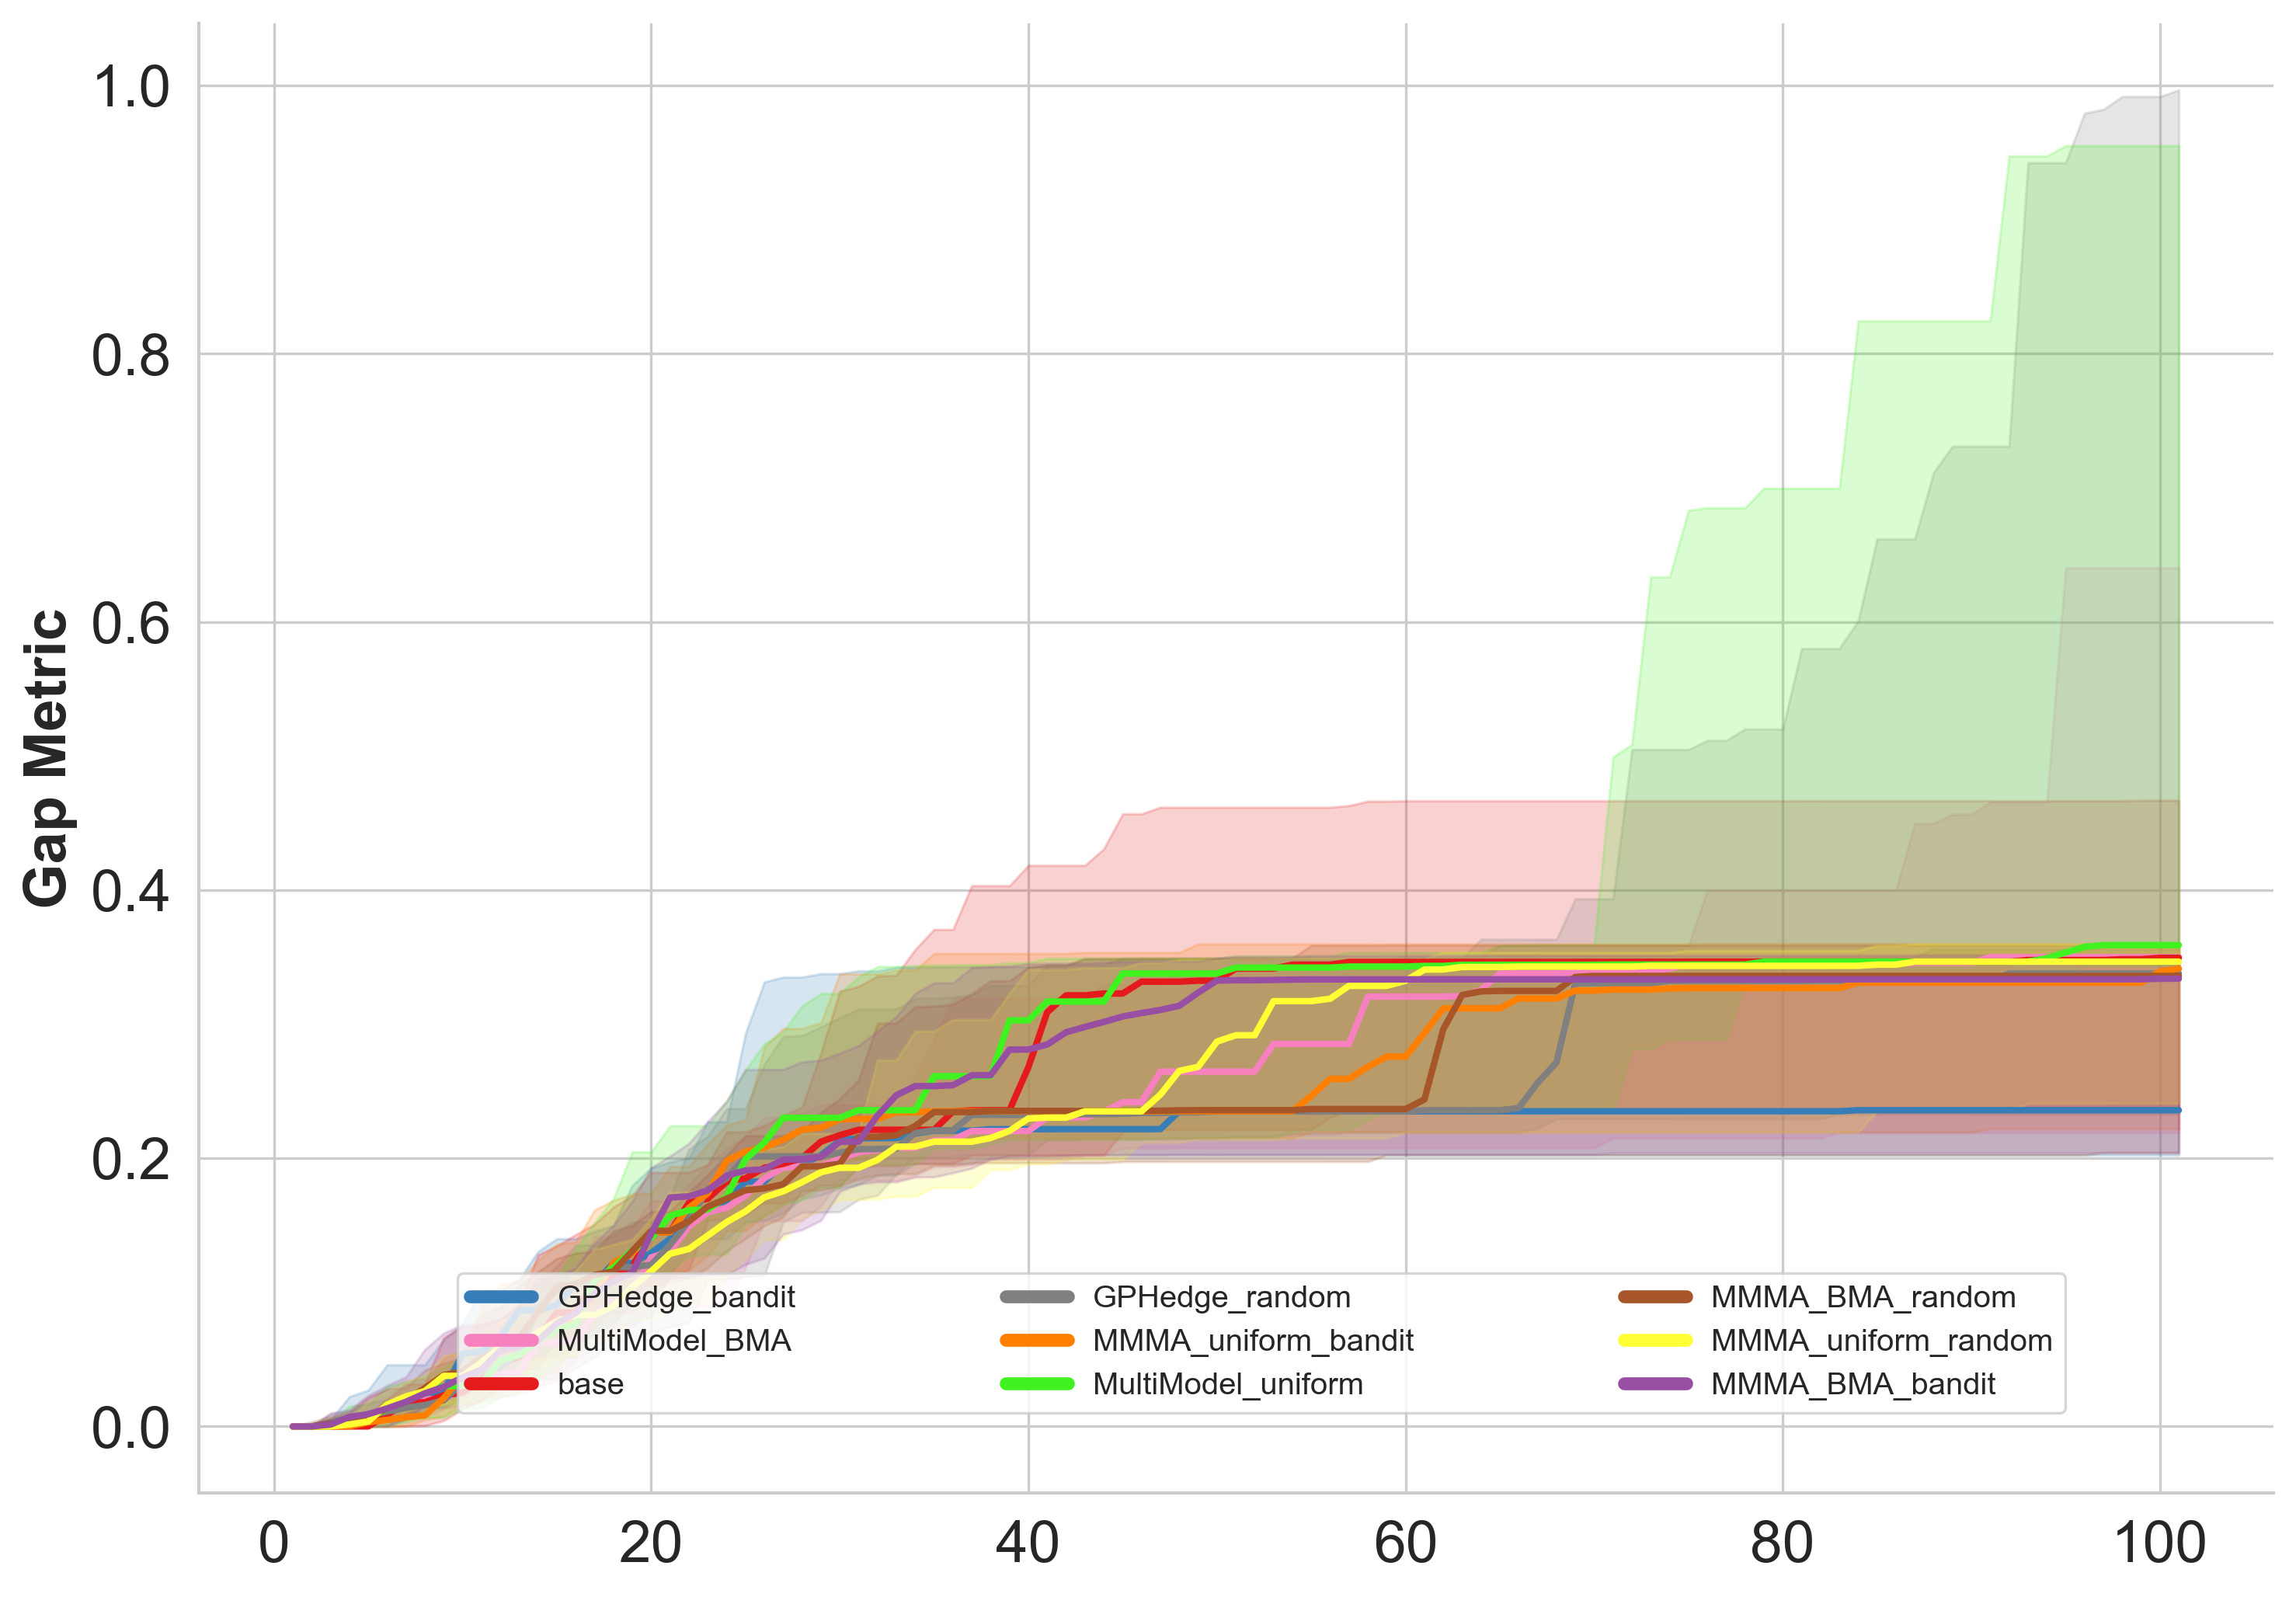 Gap Metric
1.0
0.8
0.6
0.4
0.2
0.0
GPHedge_bandit
MultiModel_BMA
base
GPHedge_random
MMMA_uniform_bandit
MultiModel_uniform
MMMA_BMA_random
MMMA_uniform_random
MMMA_BMA_bandit
0 20 40 60 80 100